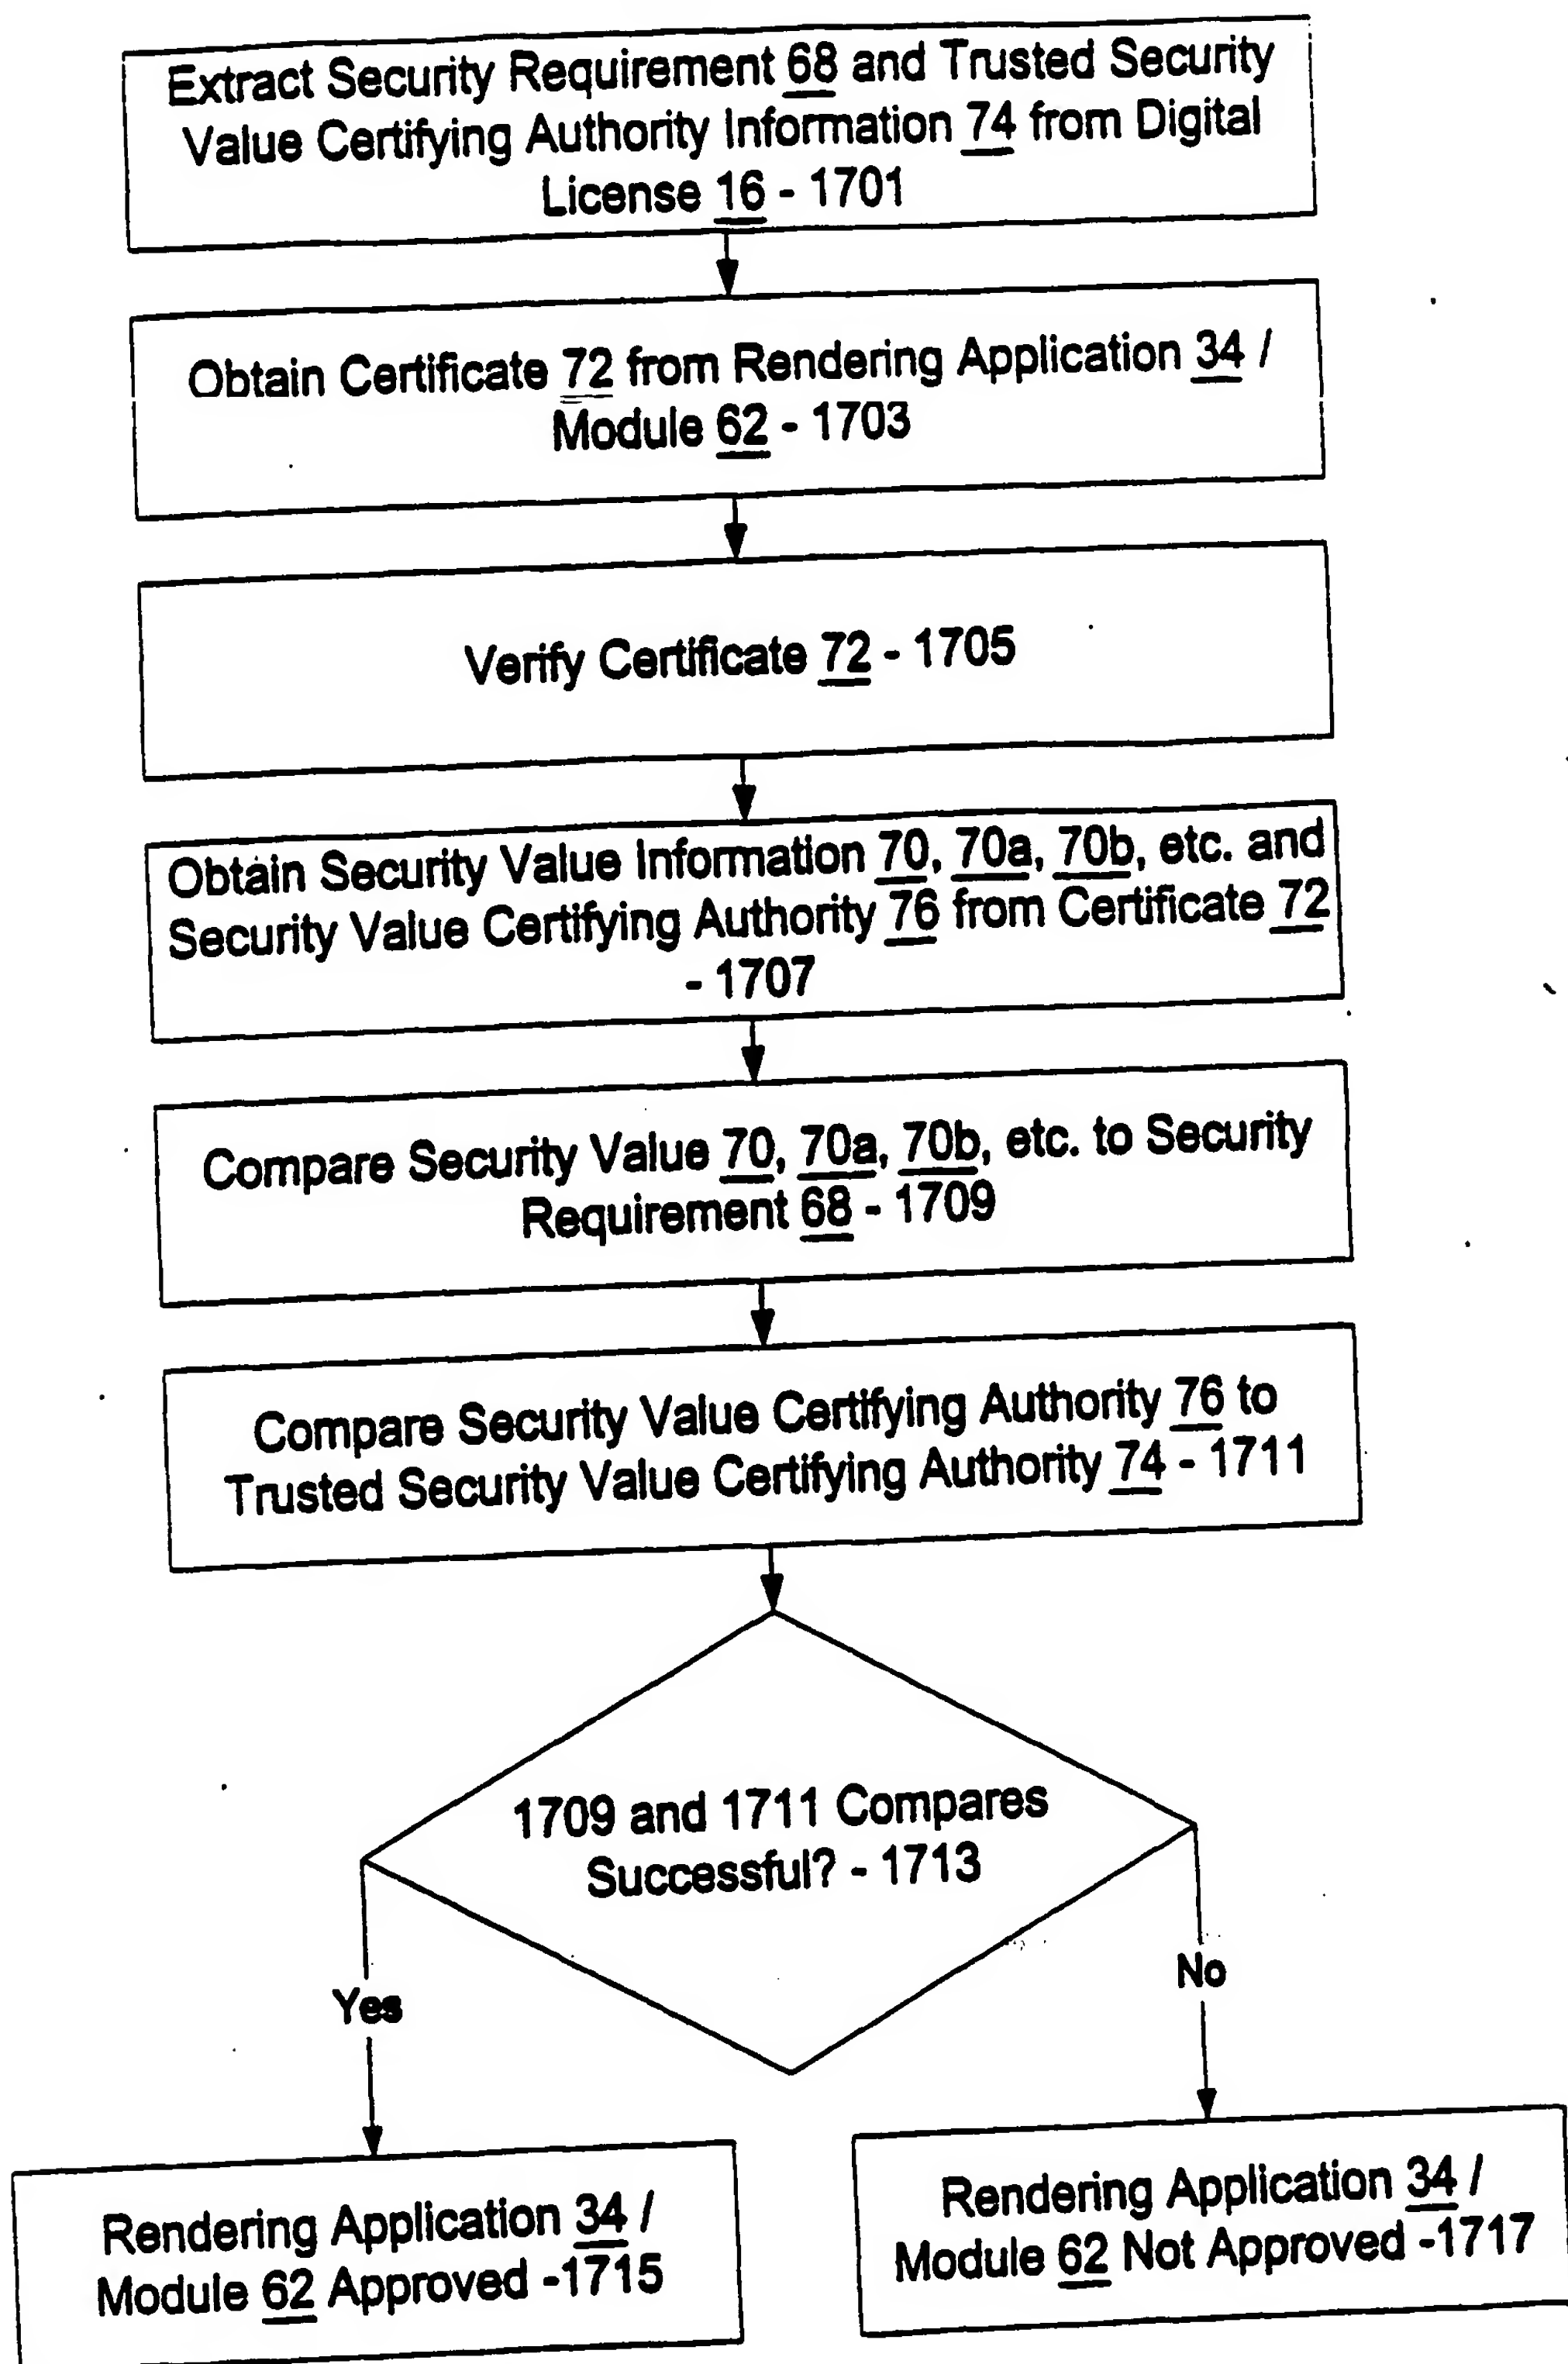 Extract Security Requirement 68 and Trusted Security
Value Certifying Authority Information 74 from Digital
License 16 - 1701
Obtain Certificate 72 from Rendering Application 34 /
Module 62 - 1703
Verify Certificate 72 - 1705
Obtain Security Value Information 70, 70a, 70b, etc. and
Security Value Certifying Authority 76 from Certificate 72
- 1707
Compare Security Value 70, 70a, 70b, etc. to Security
Requirement 68 - 1709
Compare Security Value Certifying Authority 76 to
Trusted Security Value Certifying Authority 74 - 1711
1709 and 1711 Compares
Successful? - 1713
Yes
No
Rendering Application 34 /
Module 62 Approved -1715
Rendering Application 34 /
Module 62 Not Approved -1717